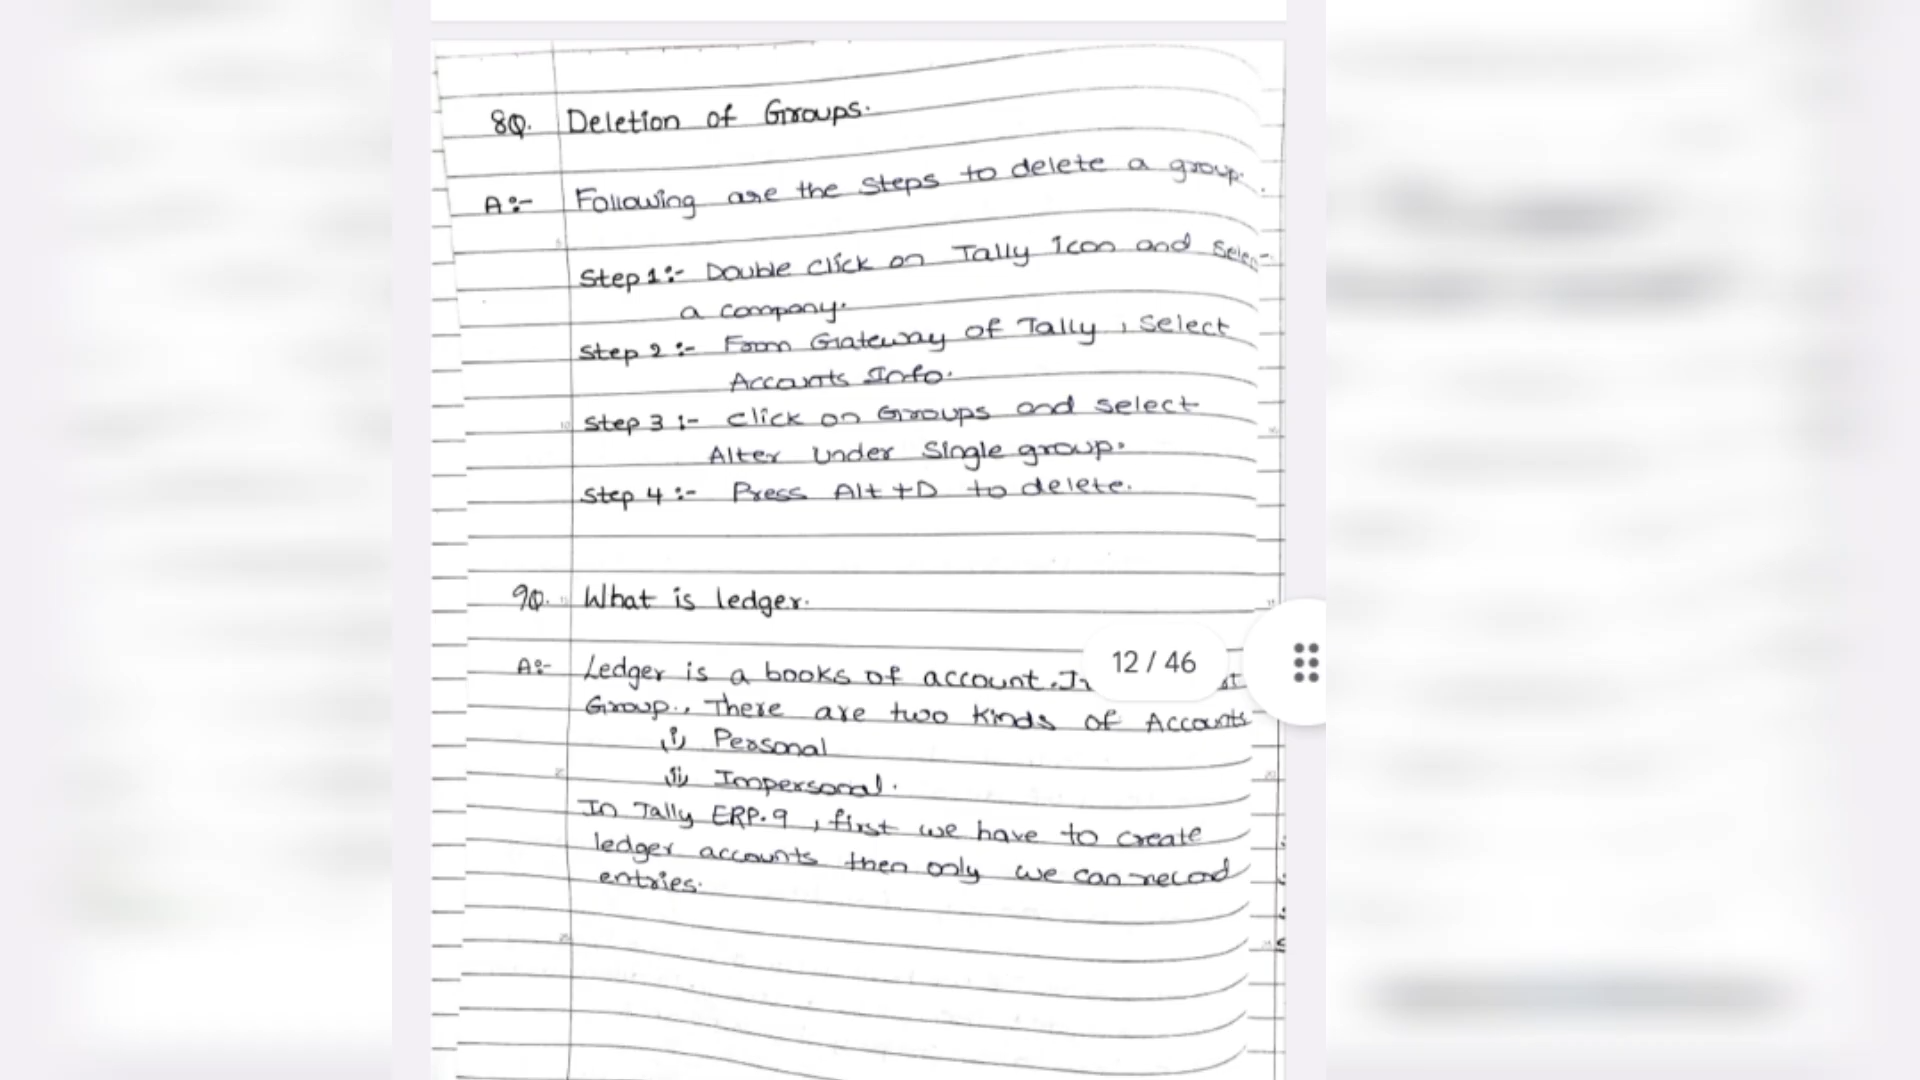 8Q. Deletion of Groups.
A:- Following are the Steps to delete a group.
Step 1:- Double click on Tally Icon and
a company.
Step 2:- From Gateway of Tally, Select
Accounts Info.
Step 3:- Click on Groups and select
Alter Under Single group.
Step 4:- Press Alt+D to delete.
9Q. What is ledger.
A:- Ledger is a books of account.
12 / 46
Group., There are two kinds of Accounts
i) Personal
ii) Impersonal.
In Tally ERP.9, first we have to create
ledger accounts then only we can record
entries.